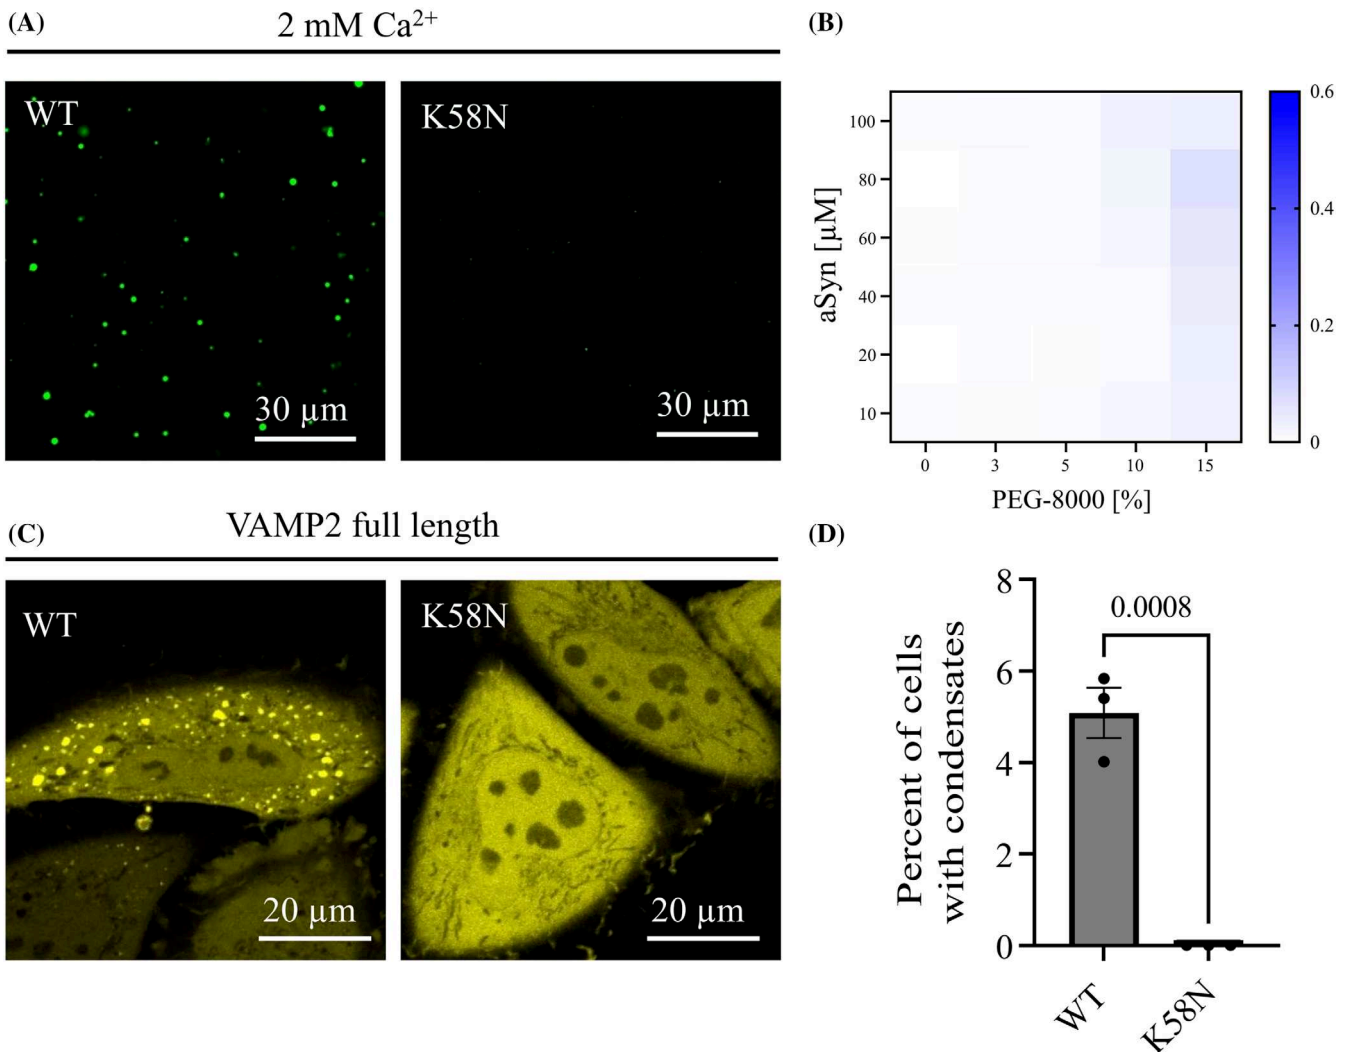 (A)
2 mM Ca²⁺
WT
30 µm
K58N
30 µm
(B)
aSyn [µM]
100
80
60
40
20
10
0
3
5
10
15
PEG-8000 [%]
0.6
0.4
0.2
0
(C)
VAMP2 full length
WT
20 µm
K58N
20 µm
(D)
Percent of cells
with condensates
8
6
4
2
0
0.0008
WT
K58N